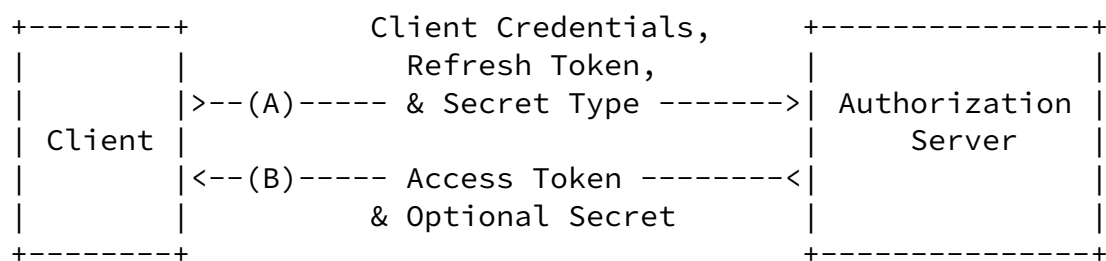 +--------+          Client Credentials,     +---------------+
|        |            Refresh Token,        |               |
|        |>--(A)----- & Secret Type ------->| Authorization |
| Client |                                  |     Server    |
|        |<--(B)----- Access Token --------<|               |
|        |          & Optional Secret       |               |
+--------+                                  +---------------+